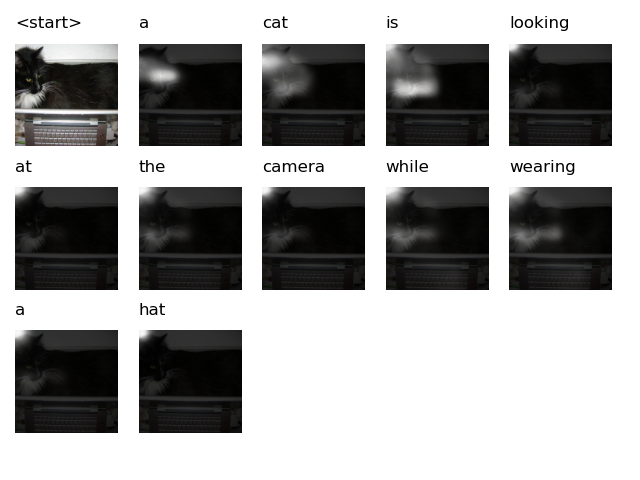 <start> a cat is looking
at the camera while wearing
a hat